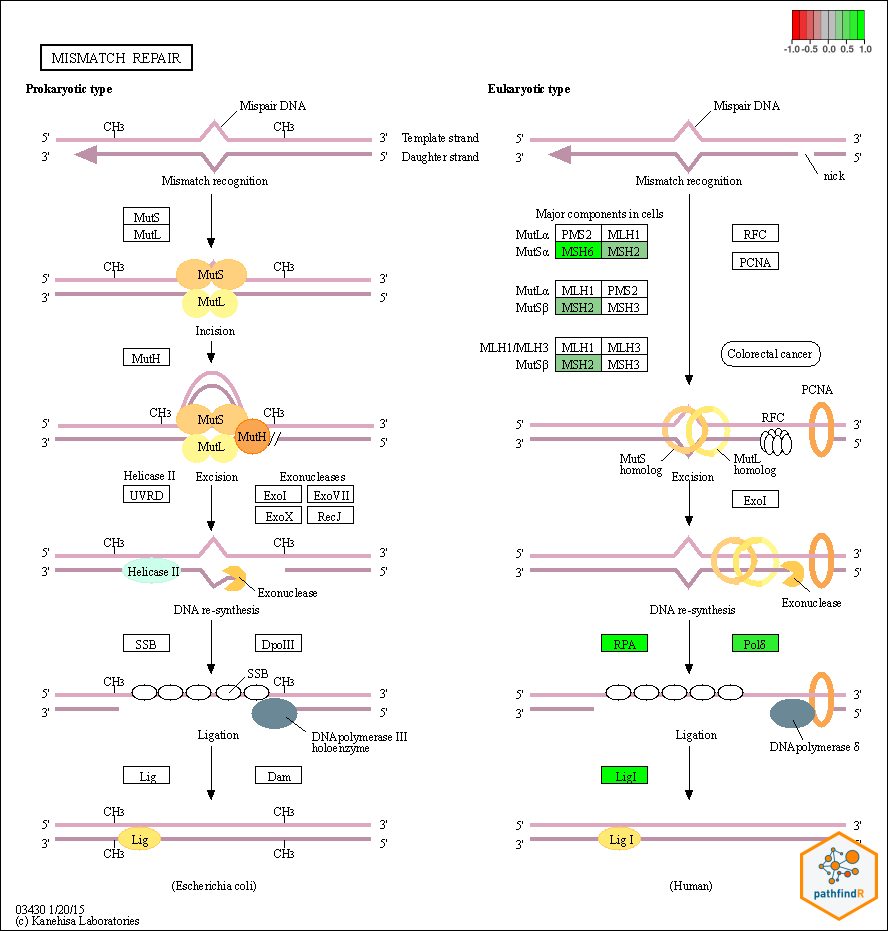 -1.0 -0.5 0.0 0.5 1.0
MISMATCH REPAIR
Prokaryotic type
Mispair DNA
CH3
CH3
5'
3'
3'
5'
Template strand
Daughter strand
Mismatch recognition
MutS
MutL
CH3
CH3
5'
3'
3'
5'
MutS
MutL
Incision
MutH
CH3
CH3
5'
3'
3'
5'
MutS
MutL
MutH
Helicase II
UVRD
Excision
Exonucleases
ExoI ExoVII
ExoX RecJ
CH3
CH3
5'
3'
3'
5'
Helicase II
Exonuclease
DNA re-synthesis
SSB
DpoIII
SSB
CH3
CH3
5'
3'
3'
5'
DNA polymerase III
holoenzyme
Ligation
Lig
Dam
CH3
CH3
5'
3'
3'
5'
Lig
CH3
CH3
(Escherichia coli)
Eukaryotic type
Mispair DNA
5'
3'
3'
5'
nick
Mismatch recognition
Major components in cells
MutLα PMS2 MLH1
MutSα MSH6 MSH2
MutLα MLH1 PMS2
MutSβ MSH2 MSH3
MLH1/MLH3 MLH1 MLH3
MutSβ MSH2 MSH3
RFC
PCNA
Colorectal cancer
PCNA
RFC
5'
3'
3'
5'
MutS
homolog
MutL
homolog
Excision
ExoI
5'
3'
3'
5'
Exonuclease
DNA re-synthesis
RPA
Polδ
5'
3'
3'
5'
DNA polymerase δ
Ligation
LigI
5'
3'
3'
5'
Lig I
(Human)
pathfindR
03430 1/20/15
(c) Kanehisa Laboratories